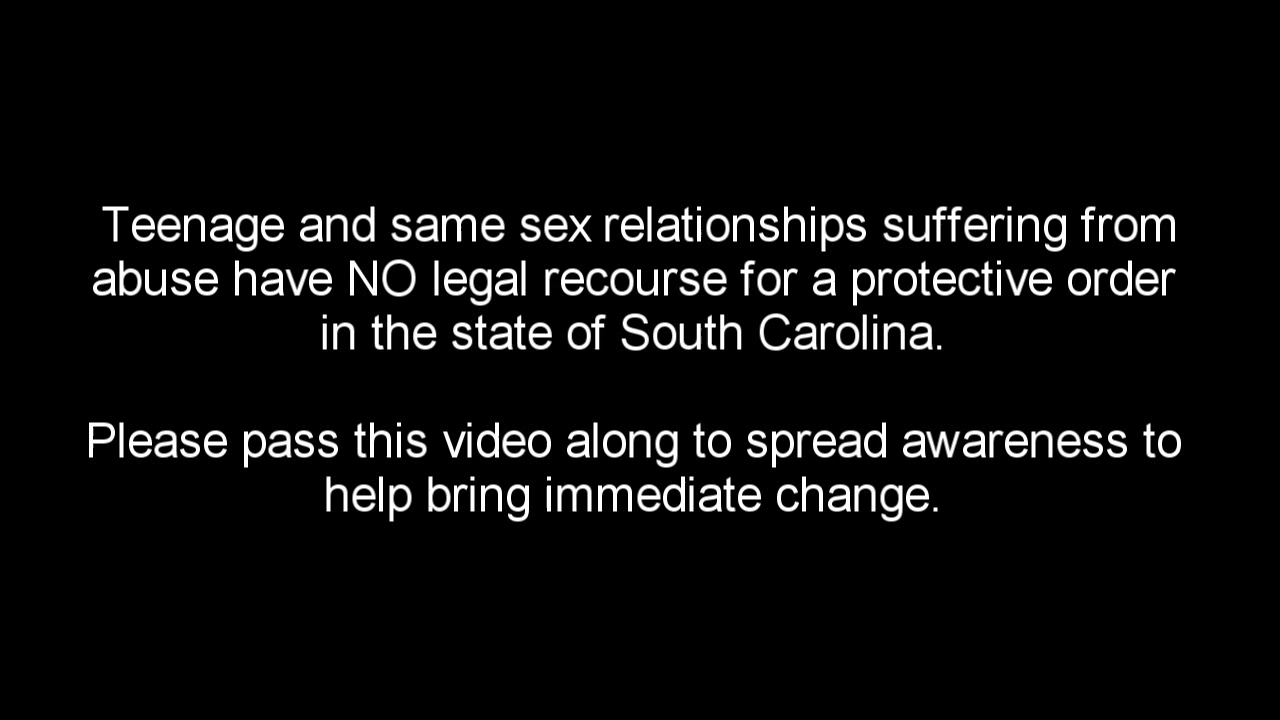 Teenage and same sex relationships suffering from
abuse have NO legal recourse for a protective order
in the state of South Carolina.
Please pass this video along to spread awareness to
help bring immediate change.